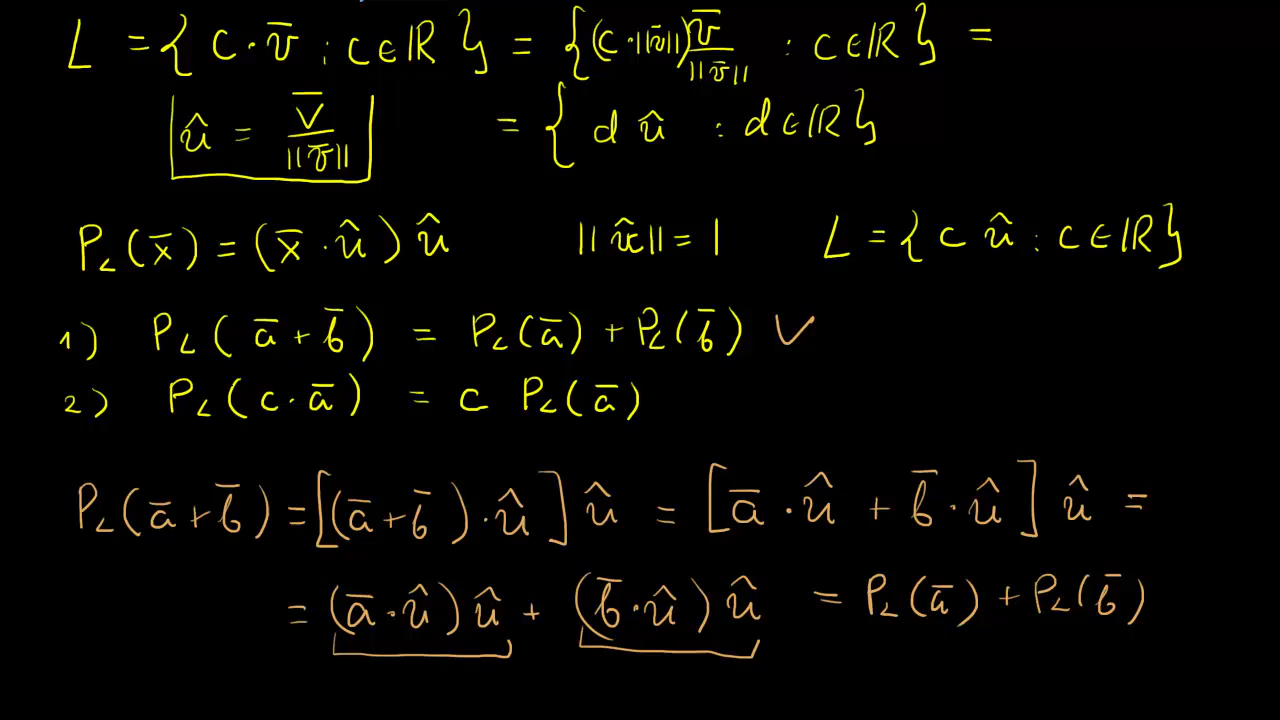 L = { c · v̅ : c ∈ ℝ } = { (c · ||v̅||) v̅/||v̅|| : c ∈ ℝ } =
û = v̅/||v̅|| = { d û : d ∈ ℝ }
P_L(x̅) = (x̅ · û) û ||û|| = 1 L = { c û : c ∈ ℝ }
1) P_L(a̅ + b̅) = P_L(a̅) + P_L(b̅) ✓
2) P_L(c · a̅) = c P_L(a̅)
P_L(a̅ + b̅) = [(a̅ + b̅) · û] û = [a̅ · û + b̅ · û] û =
= (a̅ · û) û + (b̅ · û) û = P_L(a̅) + P_L(b̅)